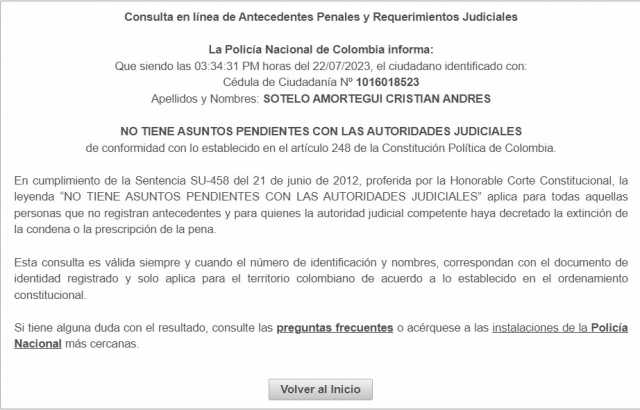 Consulta en línea de Antecedentes Penales y Requerimientos Judiciales
La Policía Nacional de Colombia informa:
Que siendo las 03:34:31 PM horas del 22/07/2023, el ciudadano identificado con:
Cédula de Ciudadanía Nº 1016018523
Apellidos y Nombres: SOTELO AMORTEGUI CRISTIAN ANDRES
NO TIENE ASUNTOS PENDIENTES CON LAS AUTORIDADES JUDICIALES
de conformidad con lo establecido en el artículo 248 de la Constitución Política de Colombia.
En cumplimiento de la Sentencia SU-458 del 21 de junio de 2012, proferida por la Honorable Corte Constitucional, la
leyenda "NO TIENE ASUNTOS PENDIENTES CON LAS AUTORIDADES JUDICIALES" aplica para todas aquellas
personas que no registran antecedentes y para quienes la autoridad judicial competente haya decretado la extinción de
la condena o la prescripción de la pena.
Esta consulta es válida siempre y cuando el número de identificación y nombres, correspondan con el documento de
identidad registrado y solo aplica para el territorio colombiano de acuerdo a lo establecido en el ordenamiento
constitucional.
Si tiene alguna duda con el resultado, consulte las preguntas frecuentes o acérquese a las instalaciones de la Policía
Nacional más cercanas.
Volver al Inicio